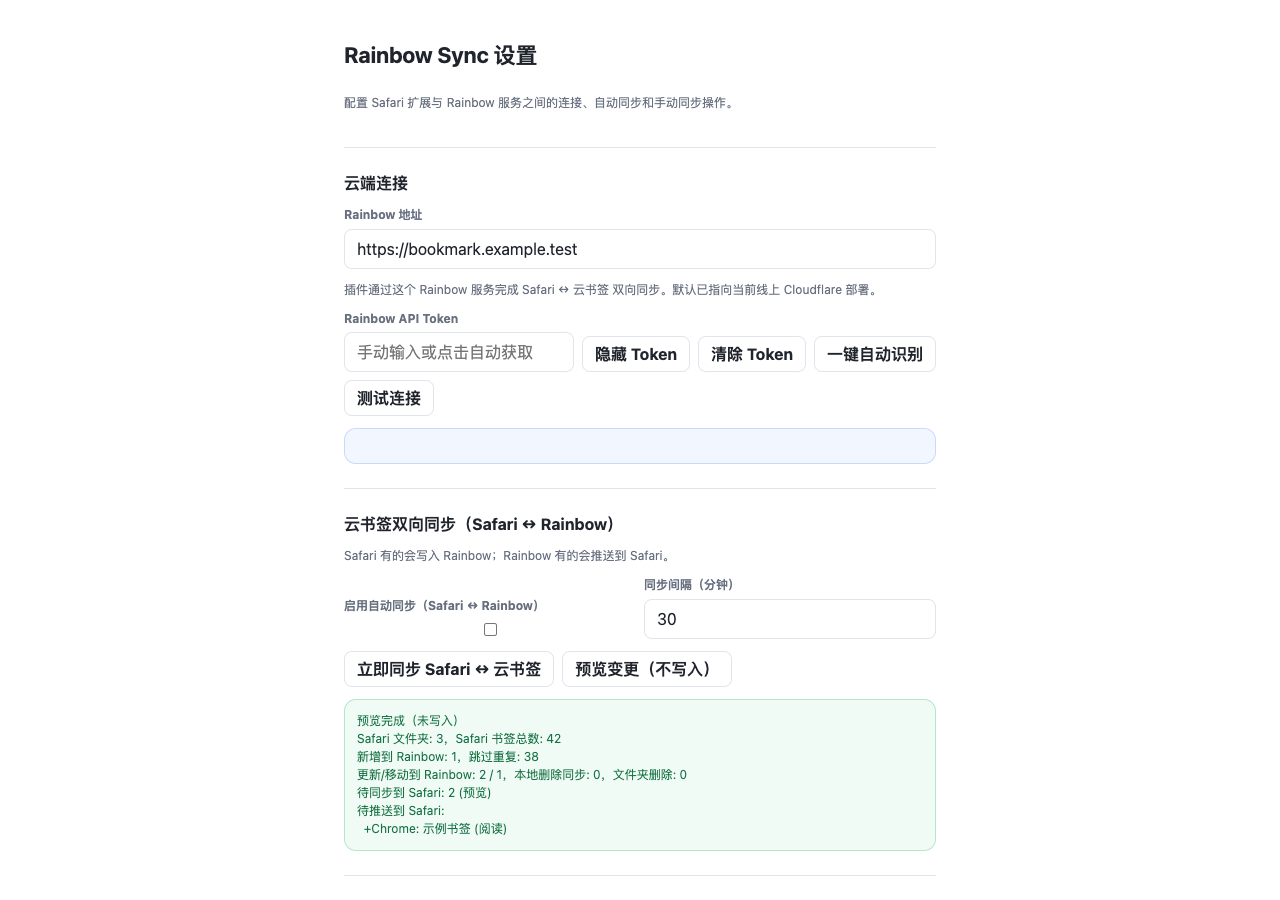 Rainbow Sync 设置
配置 Safari 扩展与 Rainbow 服务之间的连接、自动同步和手动同步操作。
云端连接
Rainbow 地址
https://bookmark.example.test
插件通过这个 Rainbow 服务完成 Safari ↔ 云书签 双向同步。默认已指向当前线上 Cloudflare 部署。
Rainbow API Token
手动输入或点击自动获取
隐藏 Token
清除 Token
一键自动识别
测试连接
云书签双向同步（Safari ↔ Rainbow）
Safari 有的会写入 Rainbow；Rainbow 有的会推送到 Safari。
启用自动同步（Safari ↔ Rainbow）
同步间隔（分钟）
30
立即同步 Safari ↔ 云书签
预览变更（不写入）
预览完成（未写入）
Safari 文件夹: 3，Safari 书签总数: 42
新增到 Rainbow: 1，跳过重复: 38
更新/移动到 Rainbow: 2 / 1，本地删除同步: 0，文件夹删除: 0
待同步到 Safari: 2 (预览)
待推送到 Safari:
+Chrome: 示例书签 (阅读)